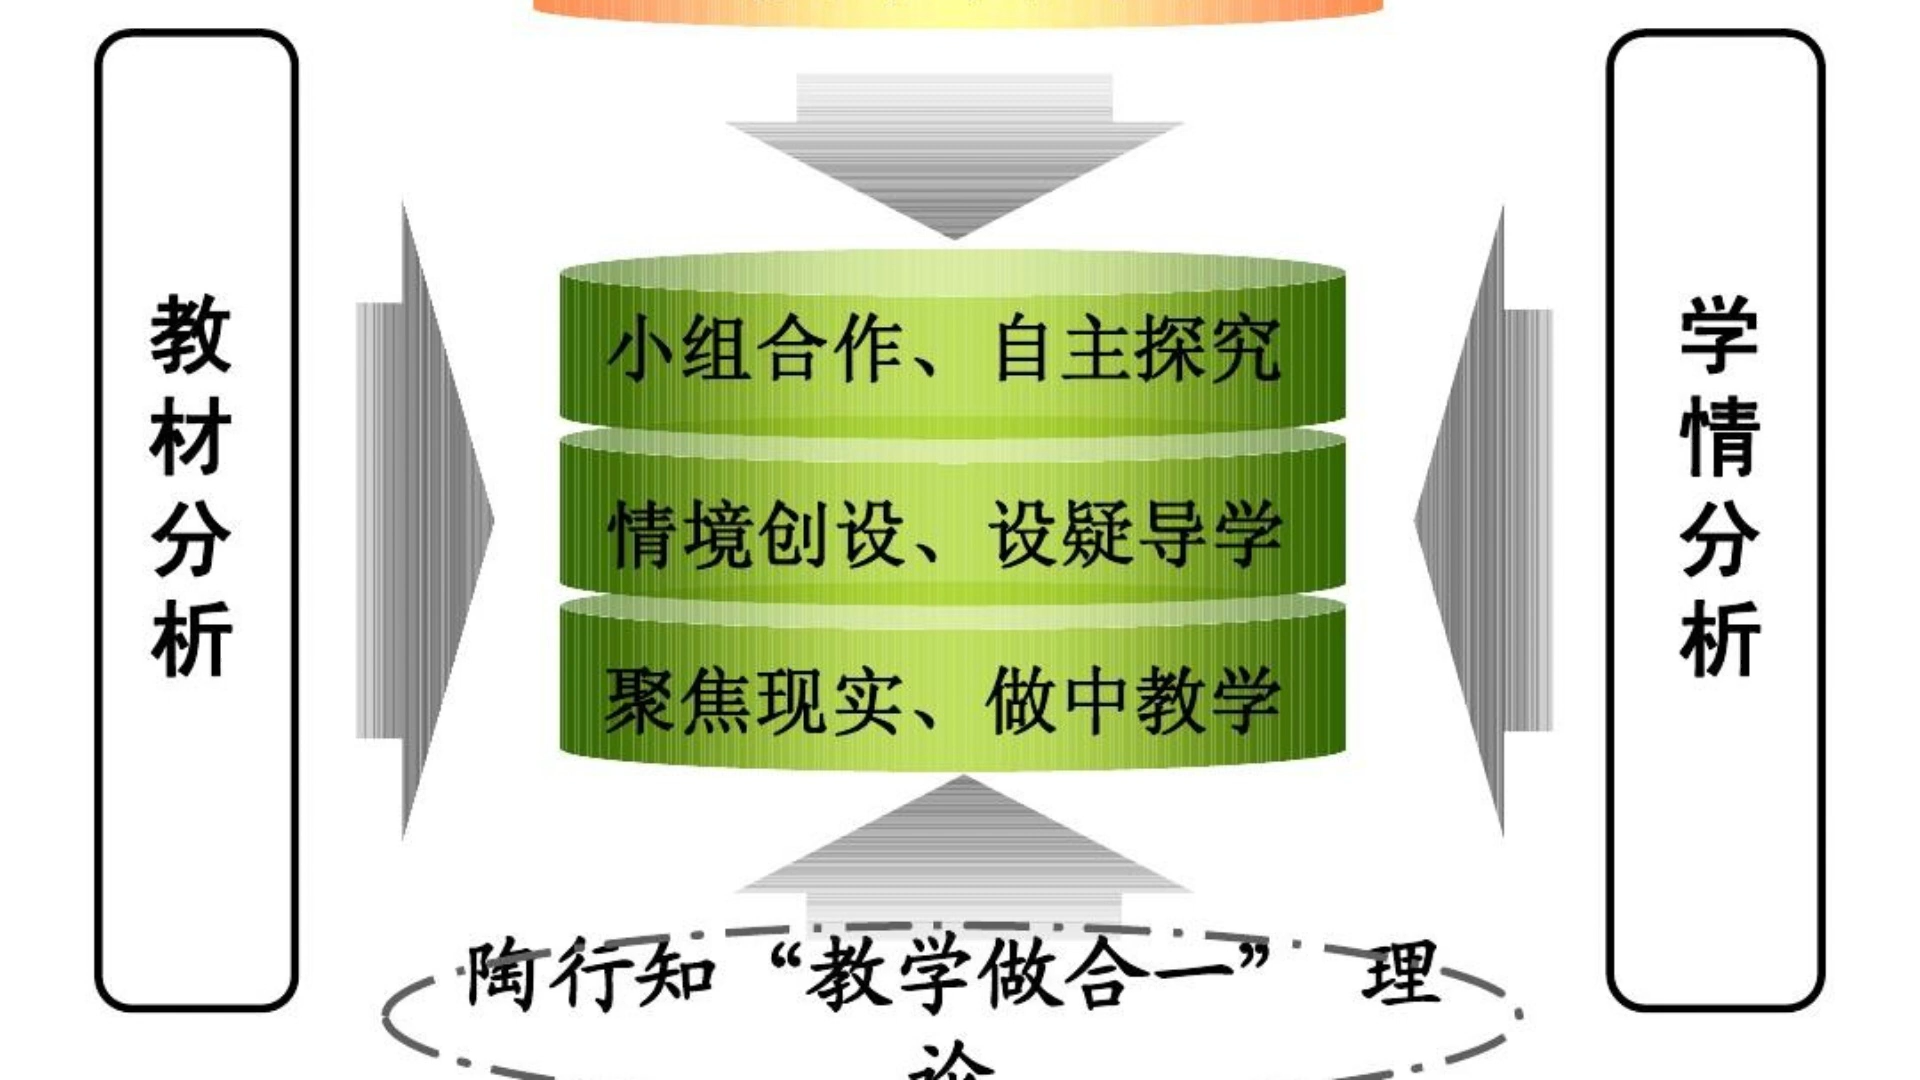 教材分析
小组合作、自主探究
情境创设、设疑导学
聚焦现实、做中教学
学情分析
陶行知“教学做合一”理
论